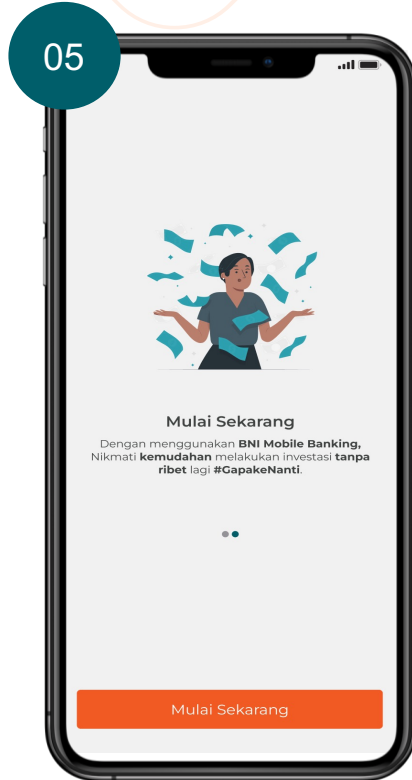 05
Mulai Sekarang
Dengan menggunakan BNI Mobile Banking,
Nikmati kemudahan melakukan investasi tanpa
ribet lagi #GapakeNanti.
Mulai Sekarang